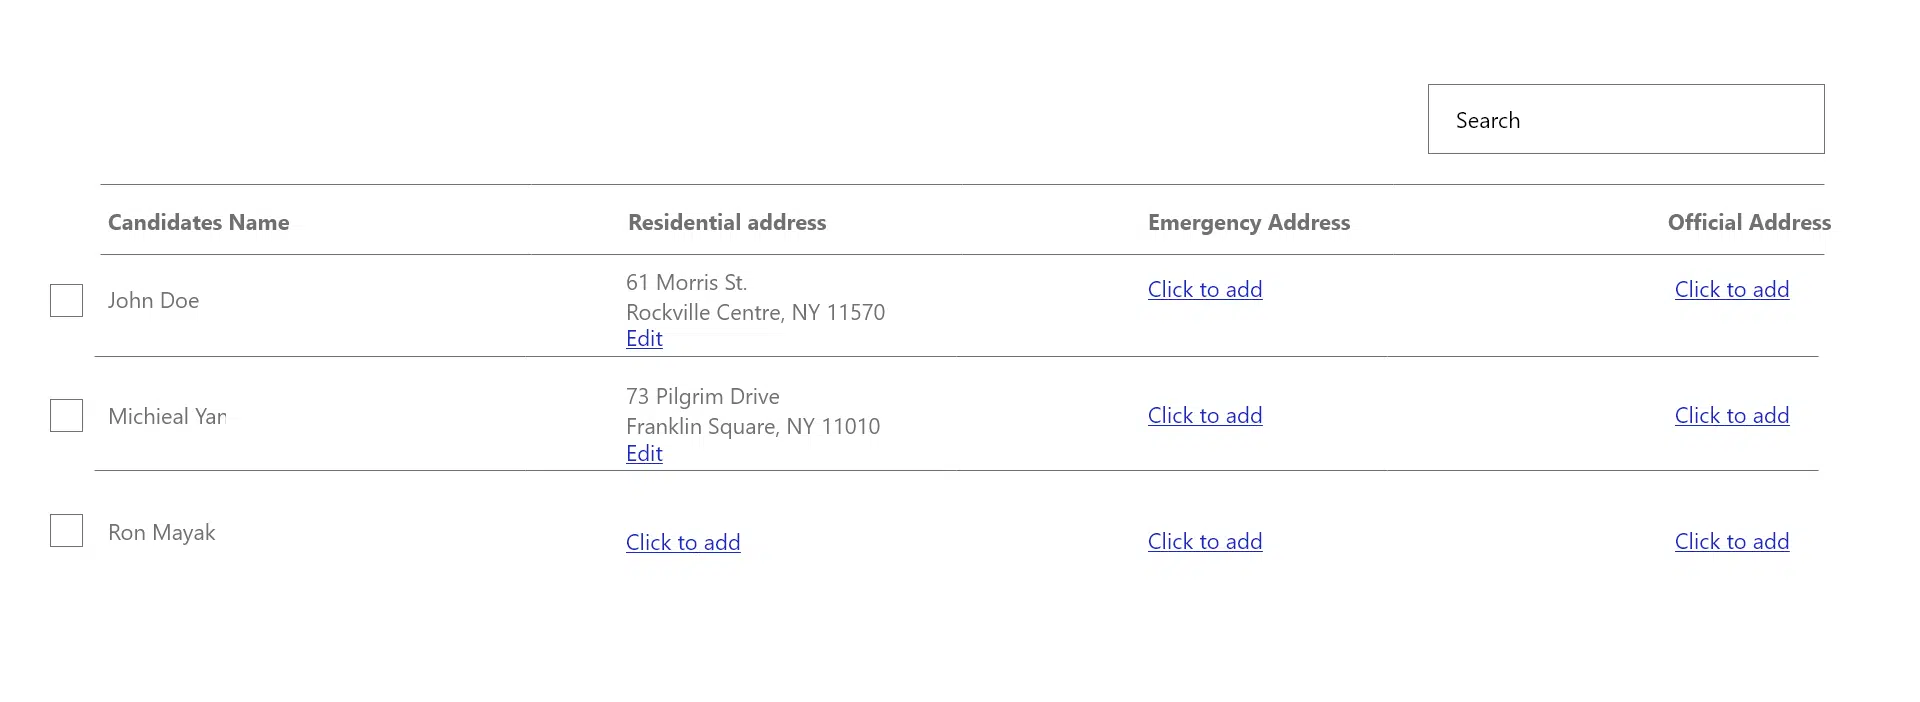 Search
Candidates Name Residential address Emergency Address Official Address
John Doe
61 Morris St.
Rockville Centre, NY 11570
Edit
Click to add
Click to add
Michieal Yan
73 Pilgrim Drive
Franklin Square, NY 11010
Edit
Click to add
Click to add
Ron Mayak
Click to add
Click to add
Click to add